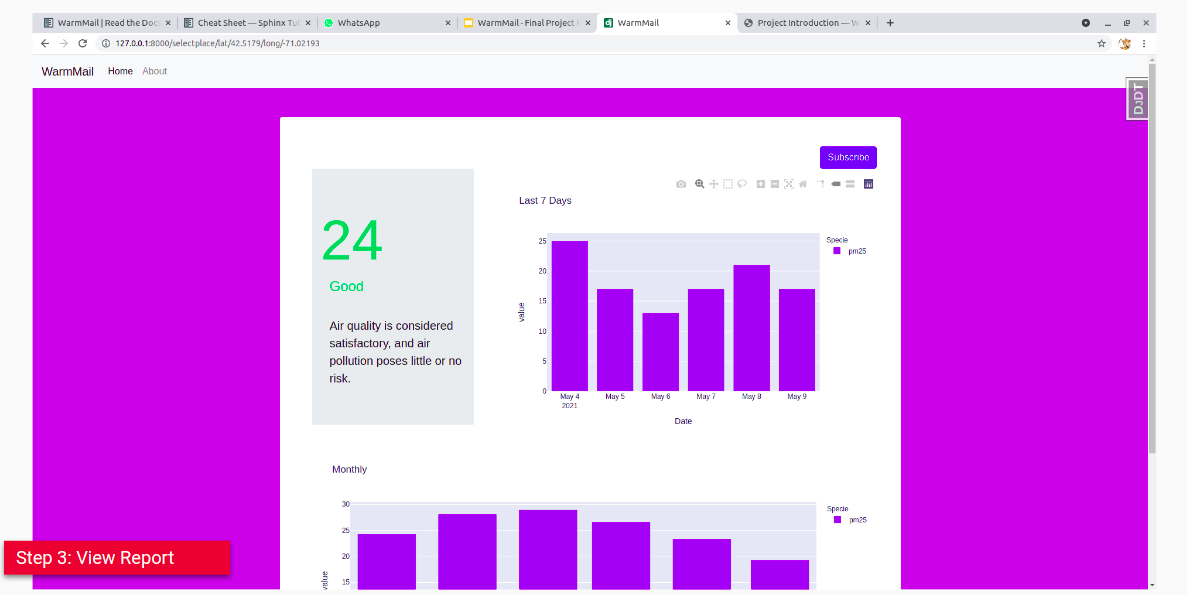 WarmMail | Read the Doc
Cheat Sheet — Sphinx Tu
WhatsApp
WarmMail - Final Project
WarmMail
Project Introduction — W
127.0.0.1:8000/selectplace/lat/42.5179/long/-71.02193
WarmMail Home About
DJDT
Subscribe
24
Good
Air quality is considered
satisfactory, and air
pollution poses little or no
risk.
Last 7 Days
25
20
15
10
5
0
value
May 4
2021
May 5
May 6
May 7
May 8
May 9
Date
Specie
pm25
Monthly
30
25
20
15
value
Specie
pm25
Step 3: View Report